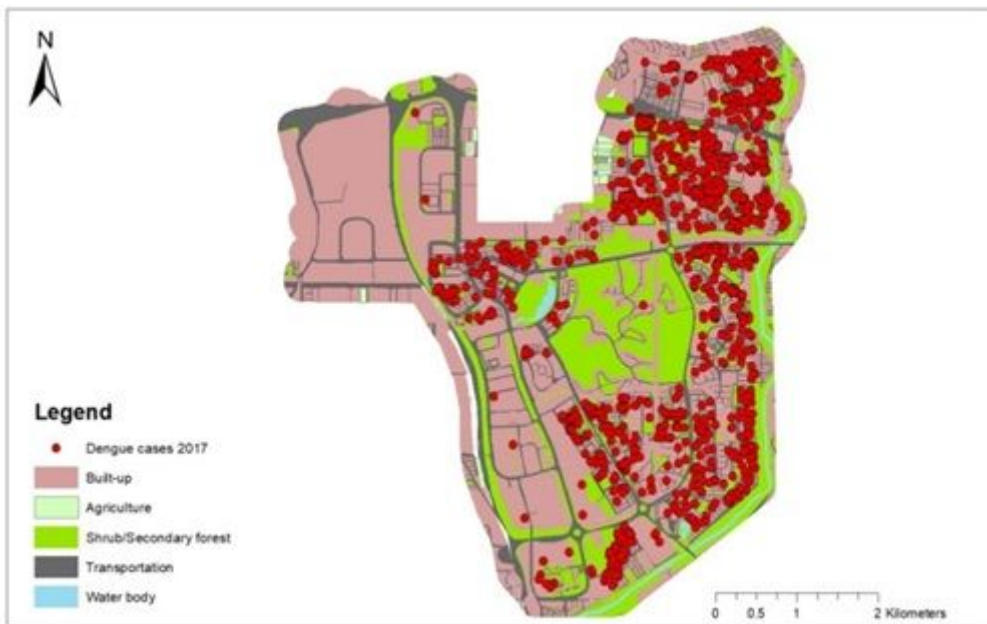 N
Legend
Dengue cases 2017
Built-up
Agriculture
Shrub/Secondary forest
Transportation
Water body
0 0.5 1 2 Kilometers